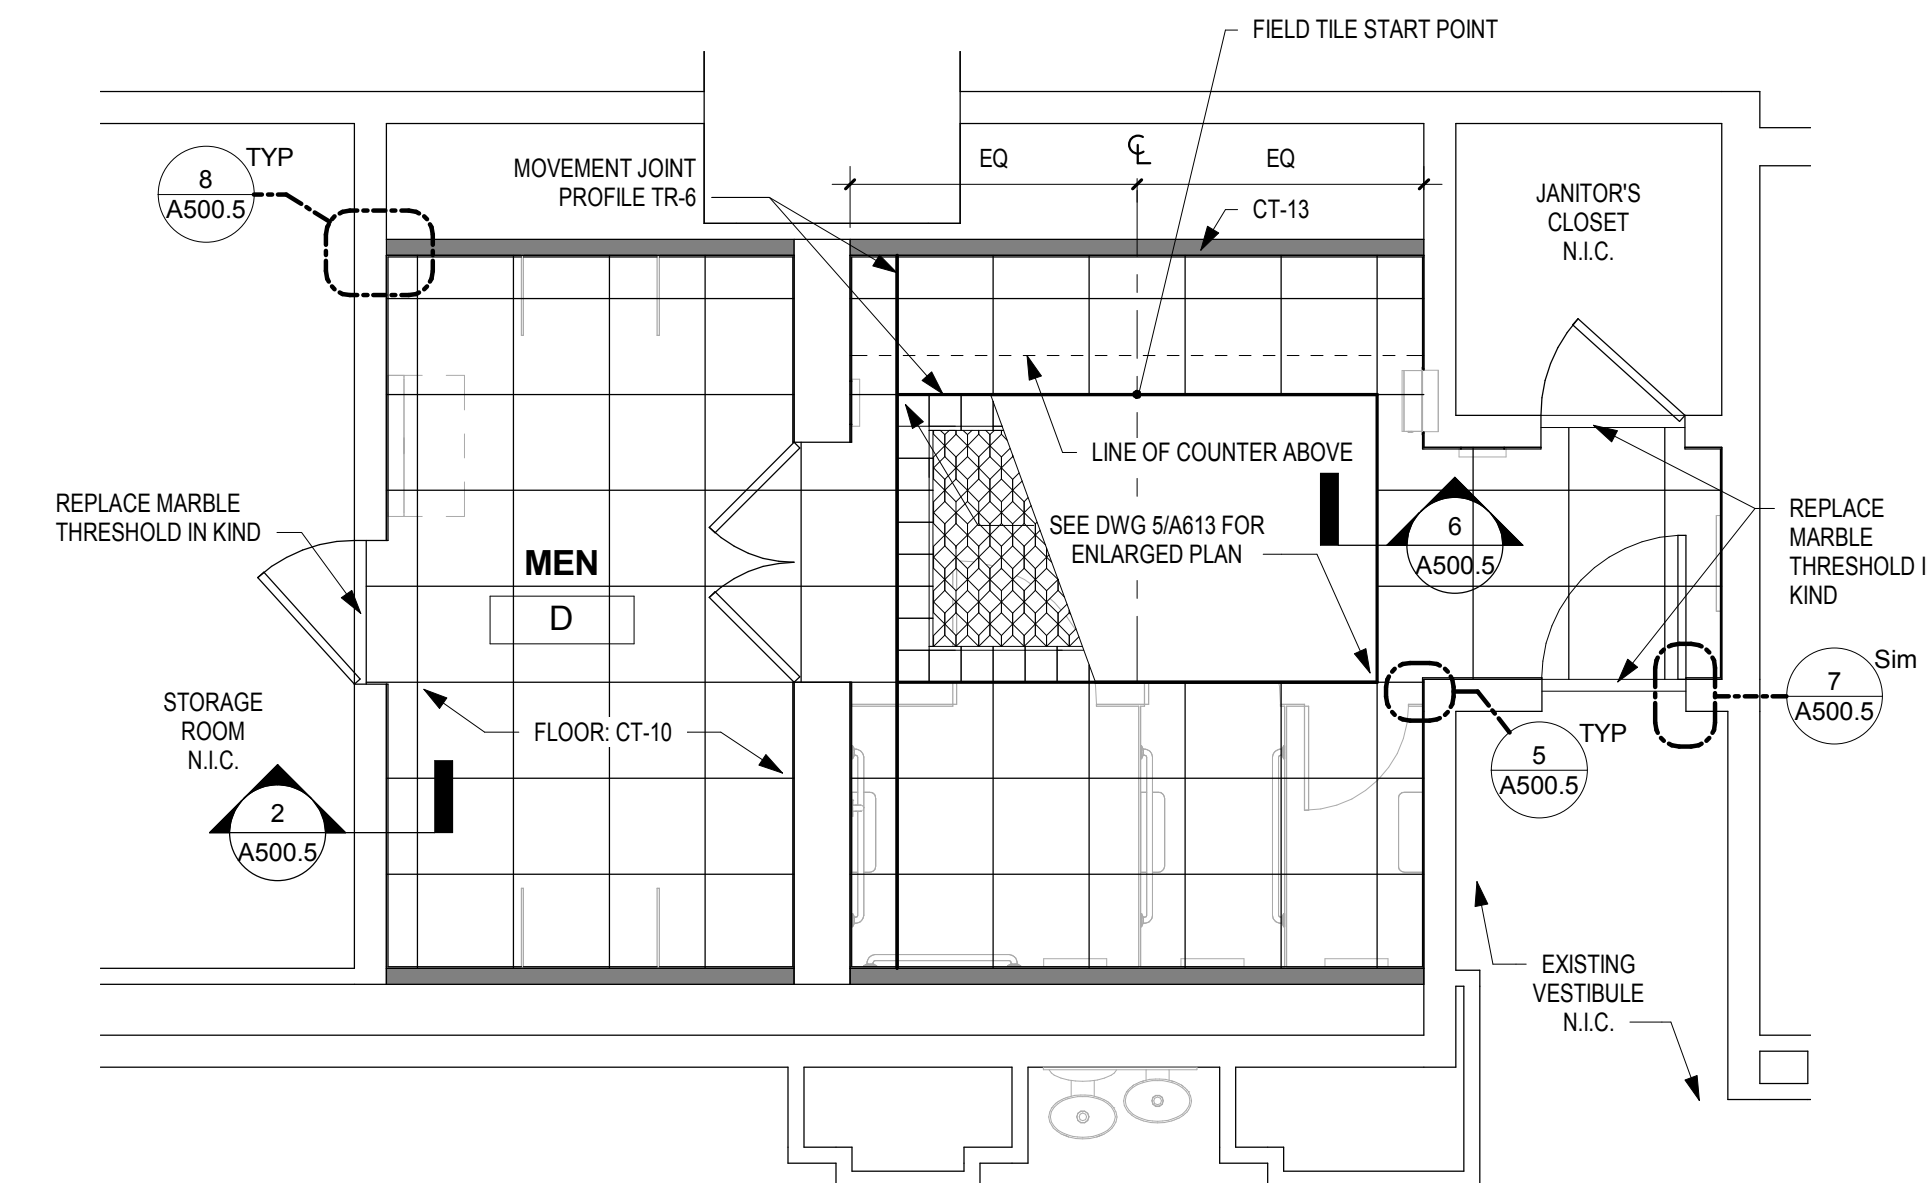 FIELD TILE START POINT
8
A500.5
TYP
MOVEMENT JOINT
PROFILE TR-6
EQ
CL
EQ
CT-13
JANITOR'S
CLOSET
N.I.C.
LINE OF COUNTER ABOVE
REPLACE MARBLE
THRESHOLD IN KIND
MEN
D
SEE DWG 5/A613 FOR
ENLARGED PLAN
6
A500.5
REPLACE
MARBLE
THRESHOLD I
KIND
STORAGE
ROOM
N.I.C.
FLOOR: CT-10
7
A500.5
Sim
5
A500.5
TYP
2
A500.5
EXISTING
VESTIBULE
N.I.C.